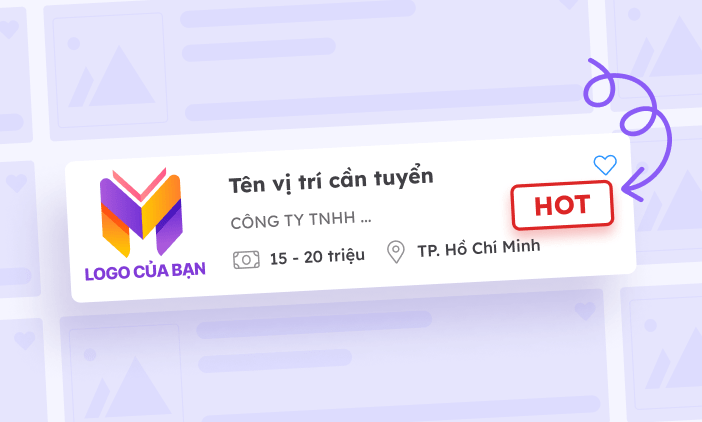 Tên vị trí cần tuyển
CÔNG TY TNHH ...
HOT
15 - 20 triệu
TP. Hồ Chí Minh
LOGO CỦA BẠN